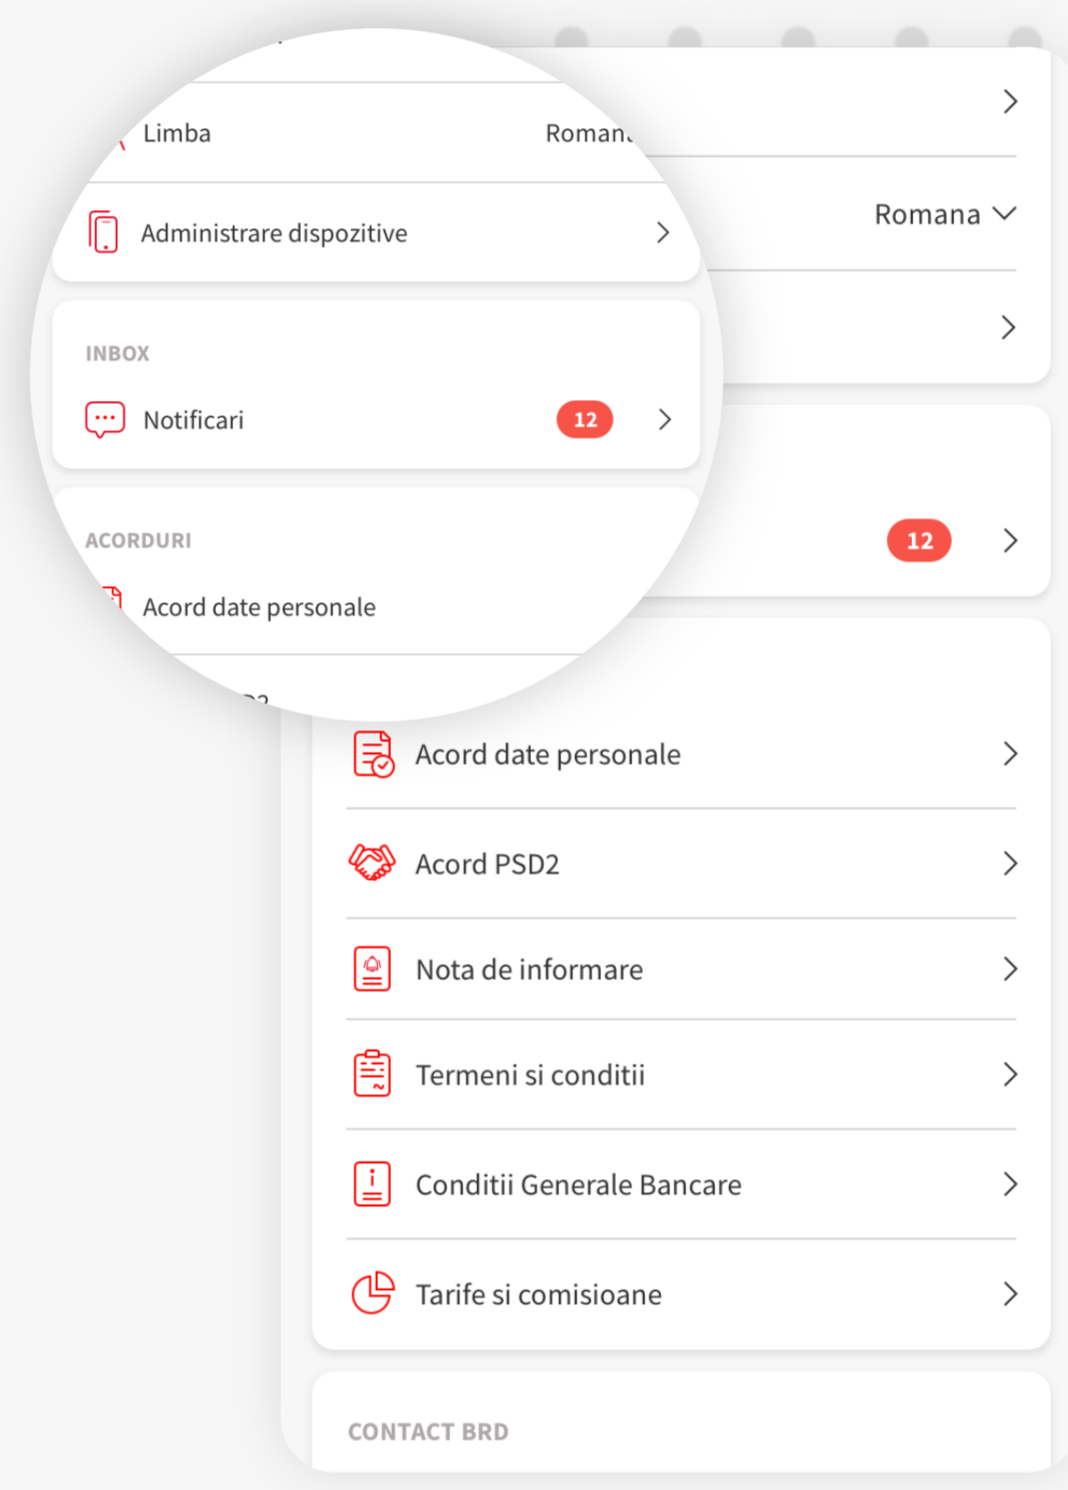 Limba Romana
Romana
Administrare dispozitive
INBOX
Notificari 12
12
ACORDURI
Acord date personale
Acord date personale
Acord PSD2
Nota de informare
Termeni si conditii
Conditii Generale Bancare
Tarife si comisioane
CONTACT BRD